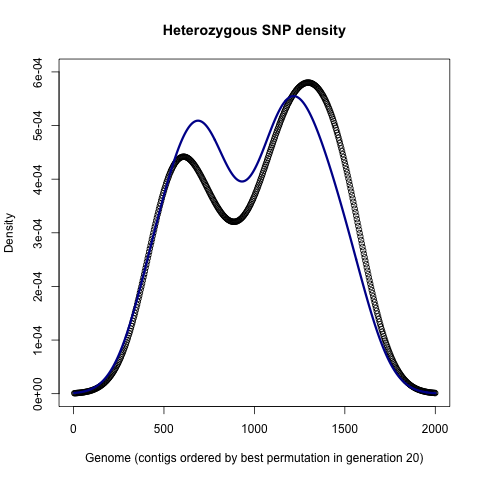 Heterozygous SNP density
6e-04
5e-04
4e-04
3e-04
2e-04
1e-04
0e+00
Density
0 500 1000 1500 2000
Genome (contigs ordered by best permutation in generation 20)